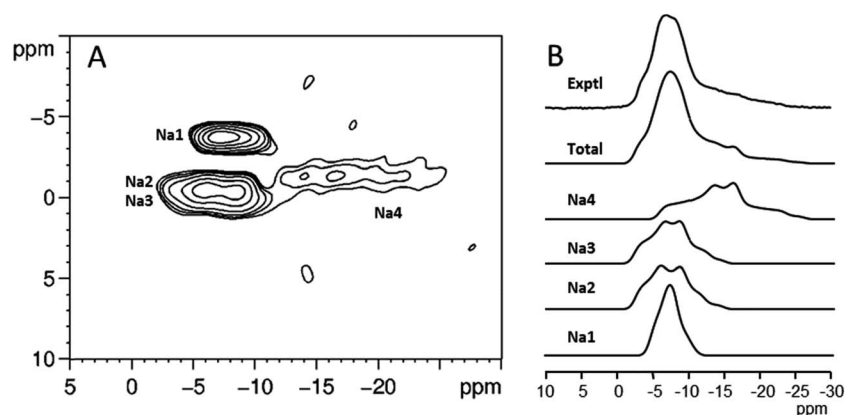 ppm
A
-5
0
5
10
Na1
Na2
Na3
Na4
5 0 -5 -10 -15 -20 ppm
B
Exptl
Total
Na4
Na3
Na2
Na1
10 5 0 -5 -10 -15 -20 -25 -30
ppm